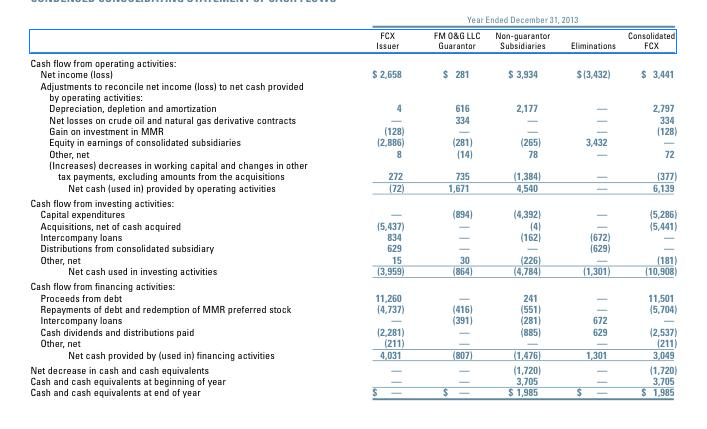 CONDENSED CONSOLIDATING STATEMENT OF CASH FLOWS
Year Ended December 31, 2013
FCX Issuer FM O&G LLC Guarantor Non-guarantor Subsidiaries Eliminations Consolidated FCX
Cash flow from operating activities:
Net income (loss) $ 2,658 $ 281 $ 3,934 $ (3,432) $ 3,441
Adjustments to reconcile net income (loss) to net cash provided
by operating activities:
Depreciation, depletion and amortization 4 616 2,177 — 2,797
Net losses on crude oil and natural gas derivative contracts — 334 — — 334
Gain on investment in MMR (128) — — — (128)
Equity in earnings of consolidated subsidiaries (2,886) (281) (265) 3,432 —
Other, net 8 (14) 78 — 72
(Increases) decreases in working capital and changes in other
tax payments, excluding amounts from the acquisitions 272 735 (1,384) — (377)
Net cash (used in) provided by operating activities (72) 1,671 4,540 — 6,139
Cash flow from investing activities:
Capital expenditures — (894) (4,392) — (5,286)
Acquisitions, net of cash acquired (5,437) — (4) — (5,441)
Intercompany loans 834 — (162) (672) —
Distributions from consolidated subsidiary 629 — — (629) —
Other, net 15 30 (226) — (181)
Net cash used in investing activities (3,959) (864) (4,784) (1,301) (10,908)
Cash flow from financing activities:
Proceeds from debt 11,260 — 241 — 11,501
Repayments of debt and redemption of MMR preferred stock (4,737) (416) (551) — (5,704)
Intercompany loans — (391) (281) 672 —
Cash dividends and distributions paid (2,281) — (885) 629 (2,537)
Other, net (211) — — — (211)
Net cash provided by (used in) financing activities 4,031 (807) (1,476) 1,301 3,049
Net decrease in cash and cash equivalents — — (1,720) — (1,720)
Cash and cash equivalents at beginning of year — — 3,705 — 3,705
Cash and cash equivalents at end of year $ — $ — $ 1,985 $ — $ 1,985